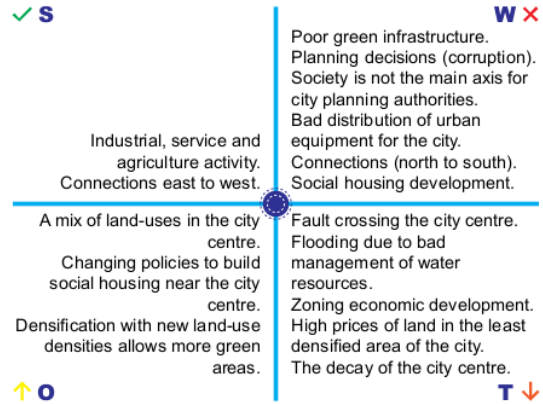 S
Industrial, service and
agriculture activity.
Connections east to west.
W
Poor green infrastructure.
Planning decisions (corruption).
Society is not the main axis for
city planning authorities.
Bad distribution of urban
equipment for the city.
Connections (north to south).
Social housing development.
A mix of land-uses in the city
centre.
Changing policies to build
social housing near the city
centre.
Densification with new land-use
densities allows more green
areas.
O
Fault crossing the city centre.
Flooding due to bad
management of water
resources.
Zoning economic development.
High prices of land in the least
densified area of the city.
The decay of the city centre.
T